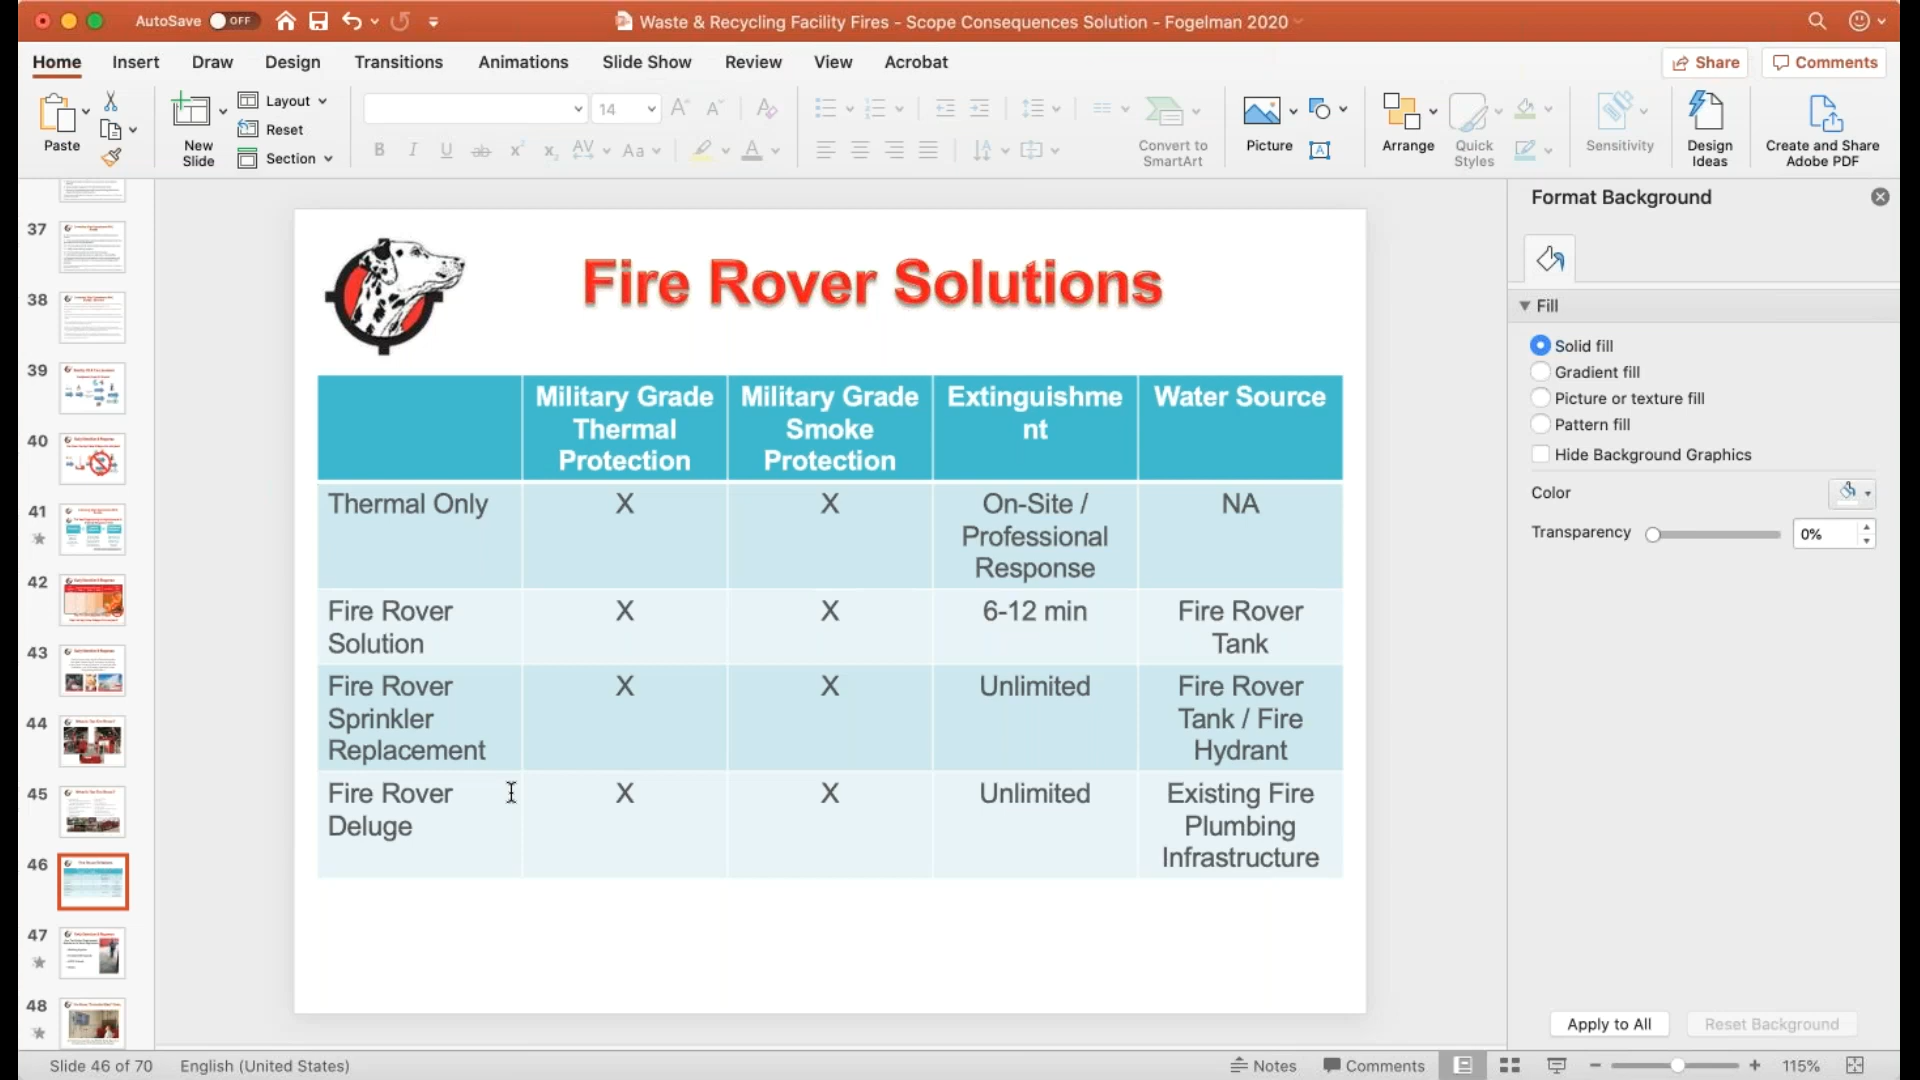 AutoSave OFF
Waste & Recycling Facility Fires - Scope Consequences Solution - Fogelman 2020
Home Insert Draw Design Transitions Animations Slide Show Review View Acrobat
Share Comments
Paste
New
Slide
Layout
Reset
Section
14
B I U ab x² x₂ AV Aa A
Convert to
SmartArt
Picture
Arrange
Quick
Styles
Sensitivity
Design
Ideas
Create and Share
Adobe PDF
37
38
39
40
41
42
43
44
45
46
47
48
Fire Rover Solutions
Military Grade
Thermal
Protection
Military Grade
Smoke
Protection
Extinguishme
nt
Water Source
Thermal Only
X
X
On-Site /
Professional
Response
NA
Fire Rover
Solution
X
X
6-12 min
Fire Rover
Tank
Fire Rover
Sprinkler
Replacement
X
X
Unlimited
Fire Rover
Tank / Fire
Hydrant
Fire Rover
Deluge
X
X
Unlimited
Existing Fire
Plumbing
Infrastructure
Format Background
Fill
Solid fill
Gradient fill
Picture or texture fill
Pattern fill
Hide Background Graphics
Color
Transparency 0%
Apply to All Reset Background
Slide 46 of 70 English (United States)
Notes Comments 115%